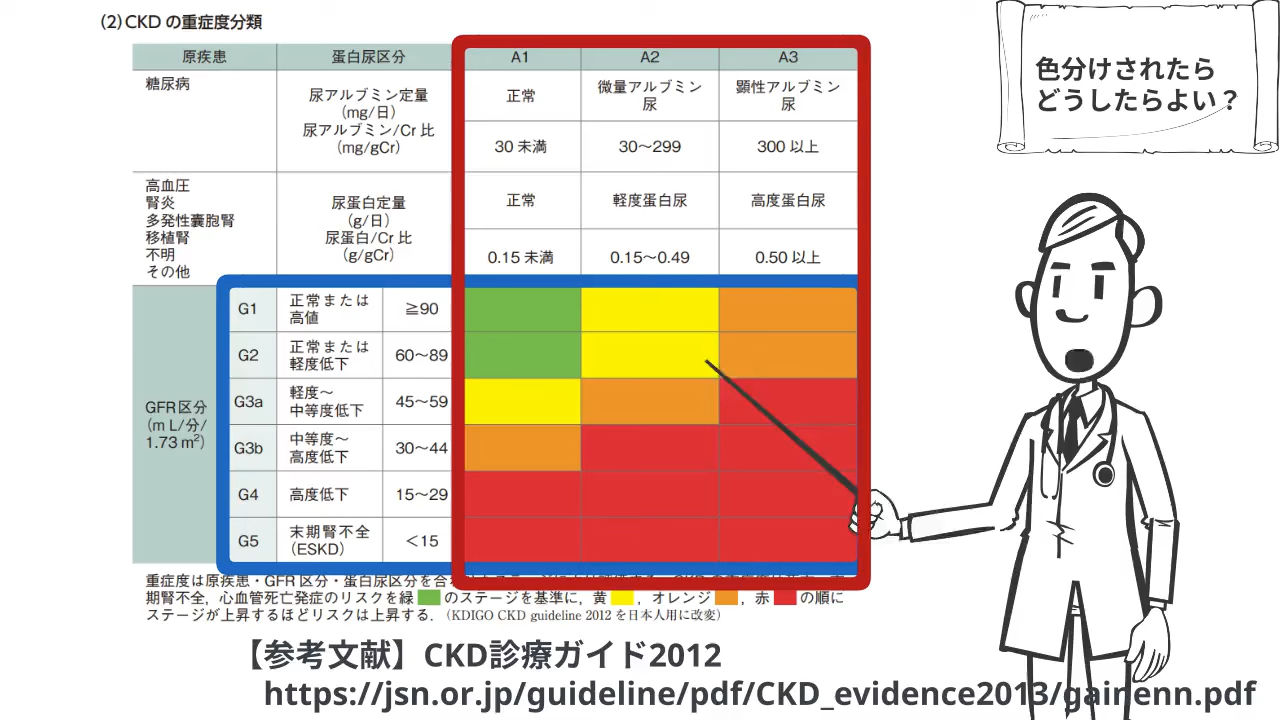 (2)CKD の重症度分類
原疾患 蛋白尿区分 A1 A2 A3
糖尿病
尿アルブミン定量
(mg/日)
尿アルブミン/Cr 比
(mg/gCr)
正常
微量アルブミン
尿
顕性アルブミン
尿
30 未満 30～299 300 以上
高血圧
腎炎
多発性嚢胞腎
移植腎
不明
その他
尿蛋白定量
(g/日)
尿蛋白/Cr 比
(g/gCr)
正常 軽度蛋白尿 高度蛋白尿
0.15 未満 0.15～0.49 0.50 以上
GFR区分
(m L/分/
1.73 m²)
G1 正常または
高値 ≧90
G2 正常または
軽度低下 60～89
G3a 軽度～
中等度低下 45～59
G3b 中等度～
高度低下 30～44
G4 高度低下 15～29
G5 末期腎不全
(ESKD) ＜15
重症度は原疾患・GFR 区分・蛋白尿区分を合
期腎不全，心血管死亡発症のリスクを緑 のステージを基準に，黄 ，オレンジ ，赤 の順に
ステージが上昇するほどリスクは上昇する．(KDIGO CKD guideline 2012 を日本人用に改変)
【参考文献】CKD診療ガイド2012
https://jsn.or.jp/guideline/pdf/CKD_evidence2013/gainenn.pdf
色分けされたら
どうしたらよい？